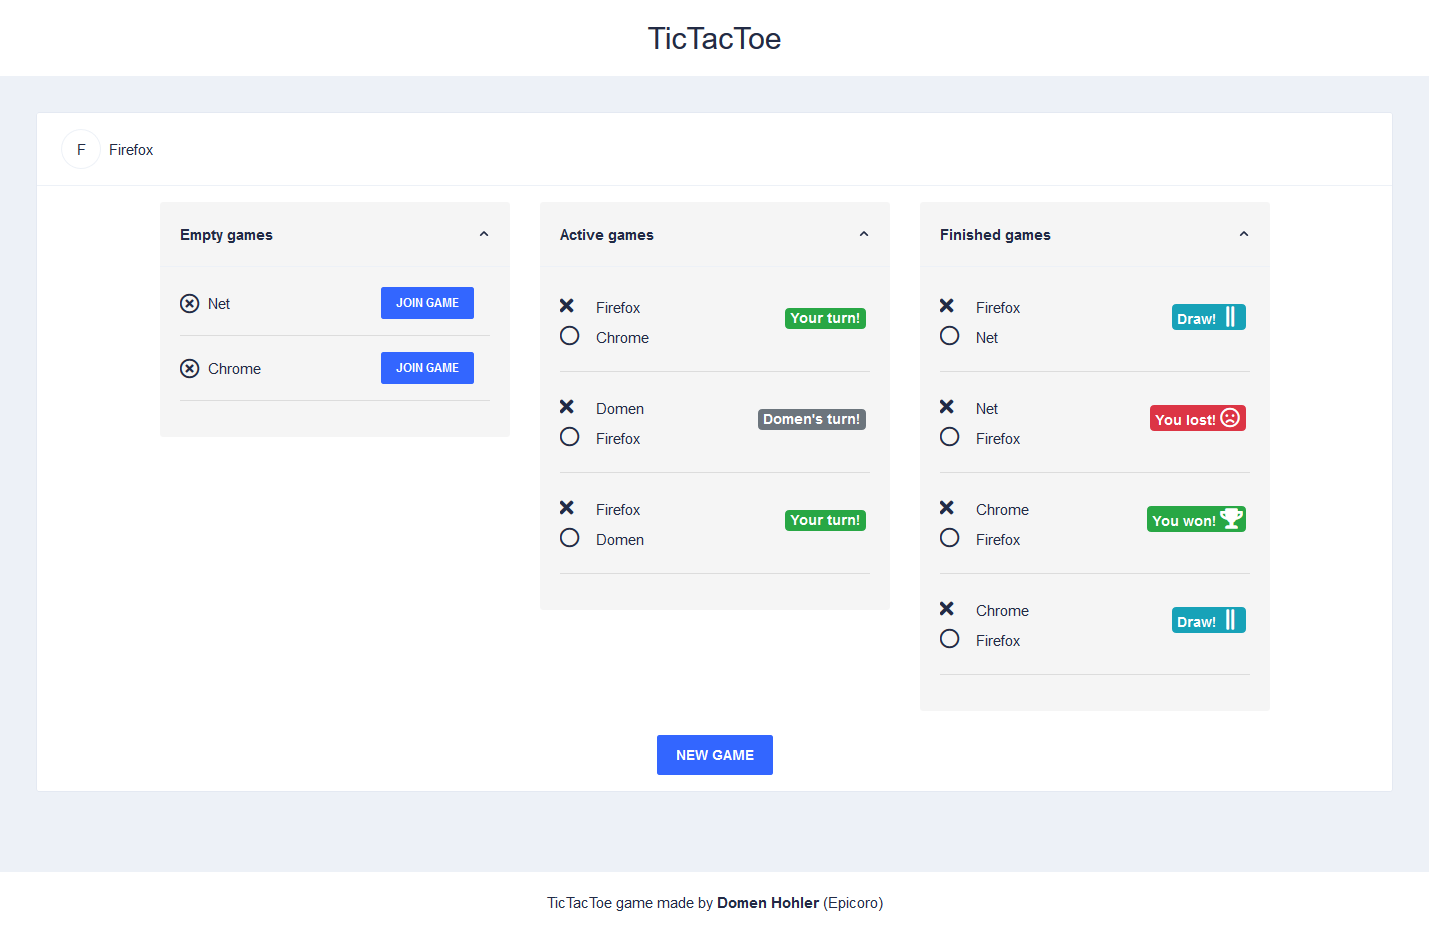 TicTacToe
F Firefox
Empty games
Net JOIN GAME
Chrome JOIN GAME
Active games
Firefox
Chrome
Your turn!
Domen
Firefox
Domen's turn!
Firefox
Domen
Your turn!
Finished games
Firefox
Net
Draw!
Net
Firefox
You lost!
Chrome
Firefox
You won!
Chrome
Firefox
Draw!
NEW GAME
TicTacToe game made by Domen Hohler (Epicoro)